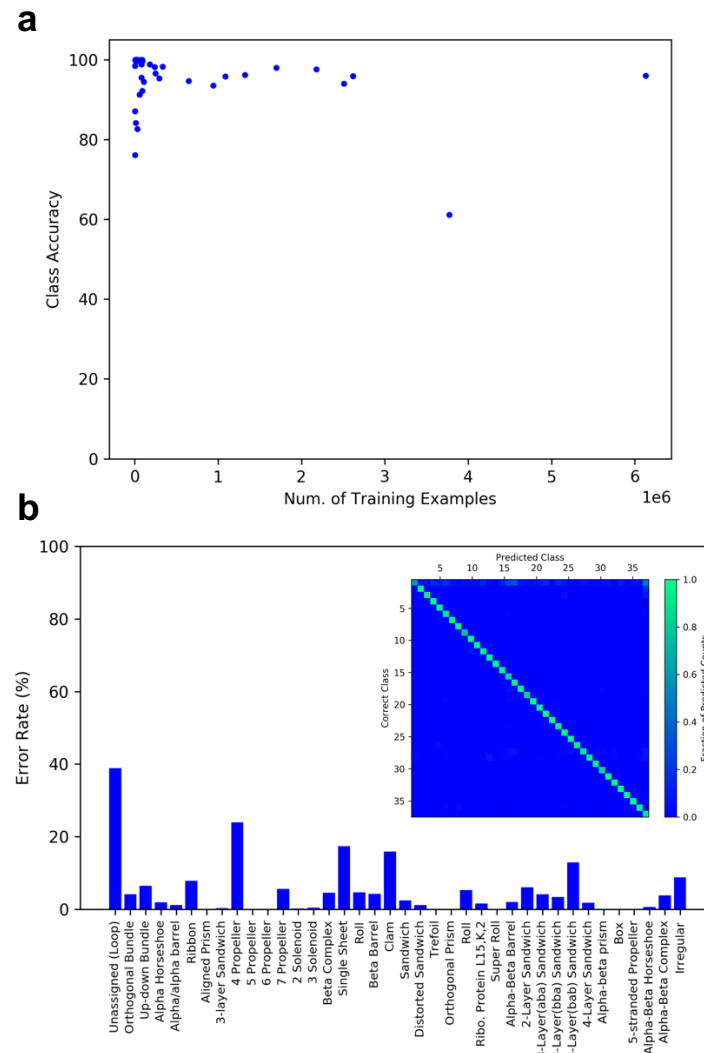 a
100
80
60
40
20
0
Class Accuracy
0 1 2 3 4 5 6
1e6
Num. of Training Examples
b
100
80
60
40
20
0
Error Rate (%)
Predicted Class
5 10 15 20 25 30 35
5
10
15
20
25
30
35
Correct Class
1.0
0.8
0.6
0.4
0.2
0.0
Fraction of Predicted Counts
Unassigned (Loop)
Orthogonal Bundle
Up-down Bundle
Alpha Horseshoe
Alpha/alpha barrel
Ribbon
Aligned Prism
3-layer Sandwich
4 Propeller
5 Propeller
6 Propeller
7 Propeller
2 Solenoid
3 Solenoid
Beta Complex
Single Sheet
Roll
Beta Barrel
Clam
Sandwich
Distorted Sandwich
Trefoil
Orthogonal Prism
Roll
Ribo. Protein L15,K,2
Super Roll
Alpha-Beta Barrel
2-Layer Sandwich
-Layer(aba) Sandwich
-Layer(bba) Sandwich
-Layer(bab) Sandwich
4-Layer Sandwich
Alpha-beta prism
Box
5-stranded Propeller
Alpha-Beta Horseshoe
Alpha-Beta Complex
Irregular